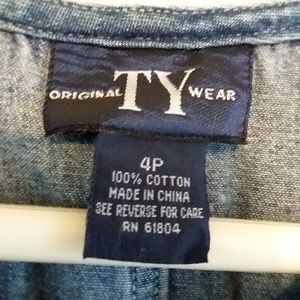 ORIGINAL TY WEAR
4P
100% COTTON
MADE IN CHINA
SEE REVERSE FOR CARE
RN 61804